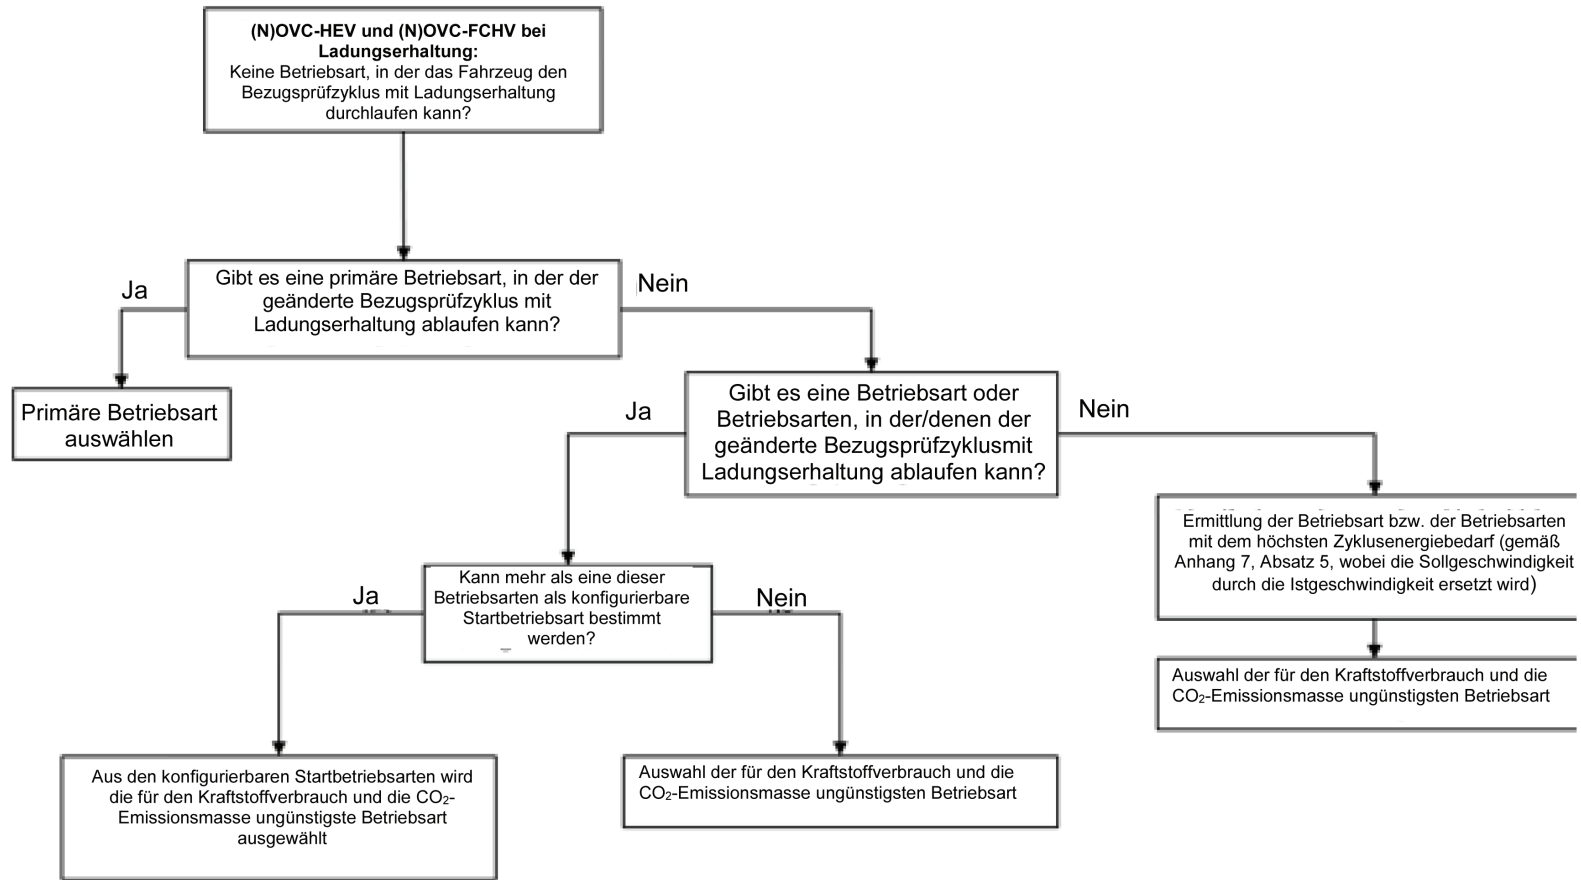 (N)OVC-HEV und (N)OVC-FCHV bei
Ladungserhaltung:
Keine Betriebsart, in der das Fahrzeug den
Bezugsprüfzyklus mit Ladungserhaltung
durchlaufen kann?
Ja
Gibt es eine primäre Betriebsart, in der der
geänderte Bezugsprüfzyklus mit
Ladungserhaltung ablaufen kann?
Nein
Primäre Betriebsart
auswählen
Ja
Gibt es eine Betriebsart oder
Betriebsarten, in der/denen der
geänderte Bezugsprüfzyklusmit
Ladungserhaltung ablaufen kann?
Nein
Ermittlung der Betriebsart bzw. der Betriebsarten
mit dem höchsten Zyklusenergiebedarf (gemäß
Anhang 7, Absatz 5, wobei die Sollgeschwindigkeit
durch die Istgeschwindigkeit ersetzt wird)
Ja
Kann mehr als eine dieser
Betriebsarten als konfigurierbare
Startbetriebsart bestimmt
werden?
Nein
Auswahl der für den Kraftstoffverbrauch und die
CO₂-Emissionsmasse ungünstigsten Betriebsart
Aus den konfigurierbaren Startbetriebsarten wird
die für den Kraftstoffverbrauch und die CO₂-
Emissionsmasse ungünstigste Betriebsart
ausgewählt
Auswahl der für den Kraftstoffverbrauch und die
CO₂-Emissionsmasse ungünstigsten Betriebsart